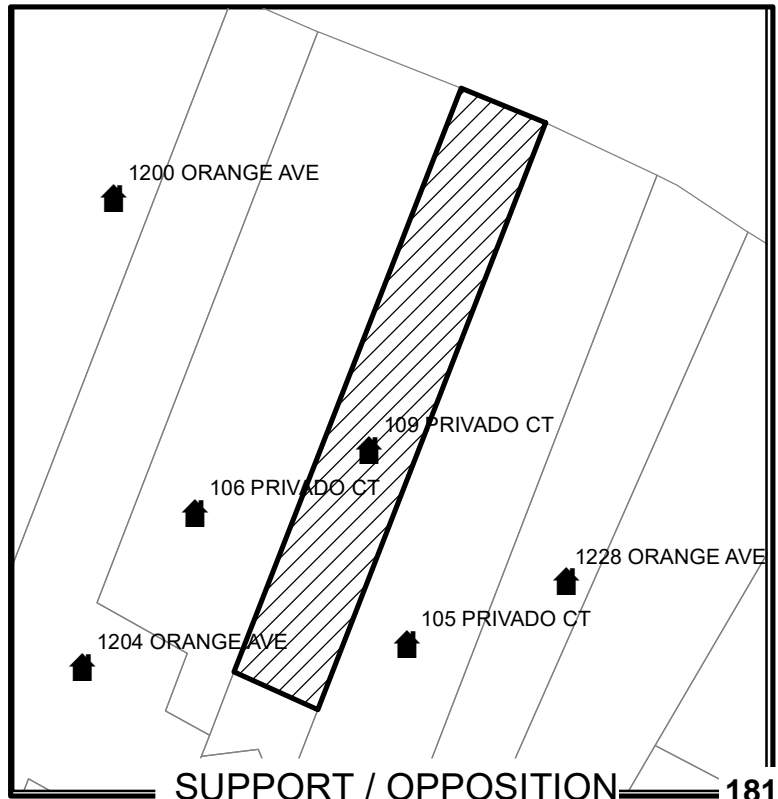 1200 ORANGE AVE
109 PRIVADO CT
106 PRIVADO CT
1228 ORANGE AVE
105 PRIVADO CT
1204 ORANGE AVE
SUPPORT / OPPOSITION
181